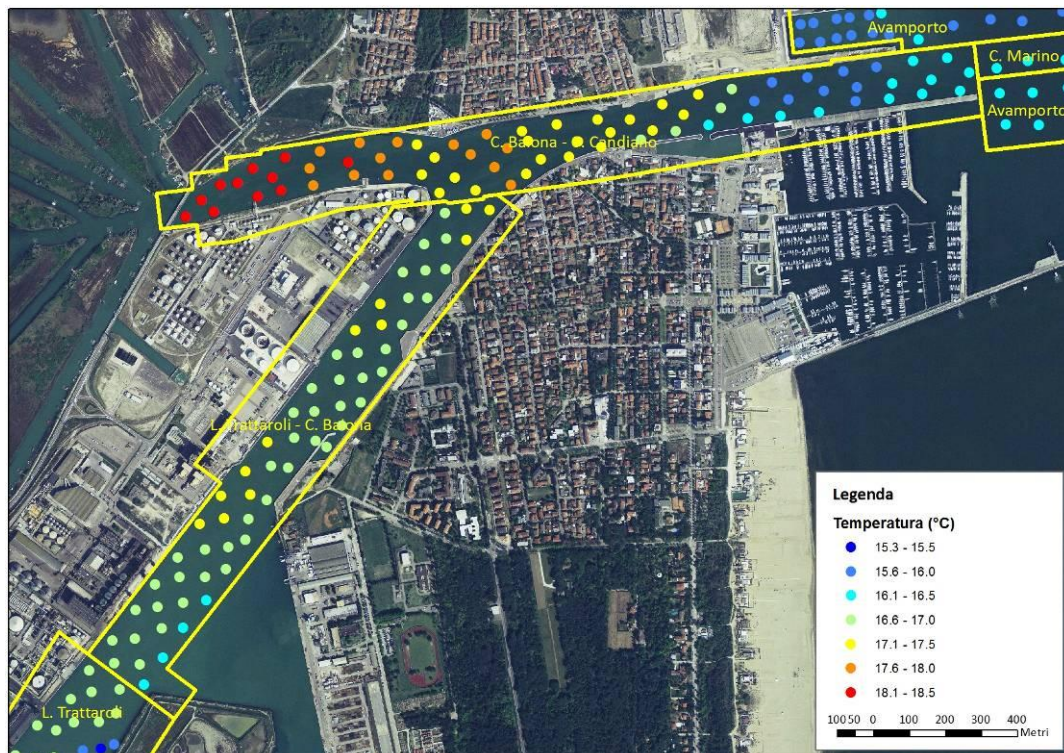 Avamporto
C. Marino
Avamporto
C. Baiona - C. Candiano
L. Trattaroli - C. Baiona
L. Trattaroli
Legenda
Temperatura (°C)
15.3 - 15.5
15.6 - 16.0
16.1 - 16.5
16.6 - 17.0
17.1 - 17.5
17.6 - 18.0
18.1 - 18.5
100 50 0 100 200 300 400
Metri